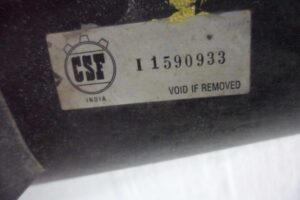 CSF
I 1590933
INDIA
VOID IF REMOVED